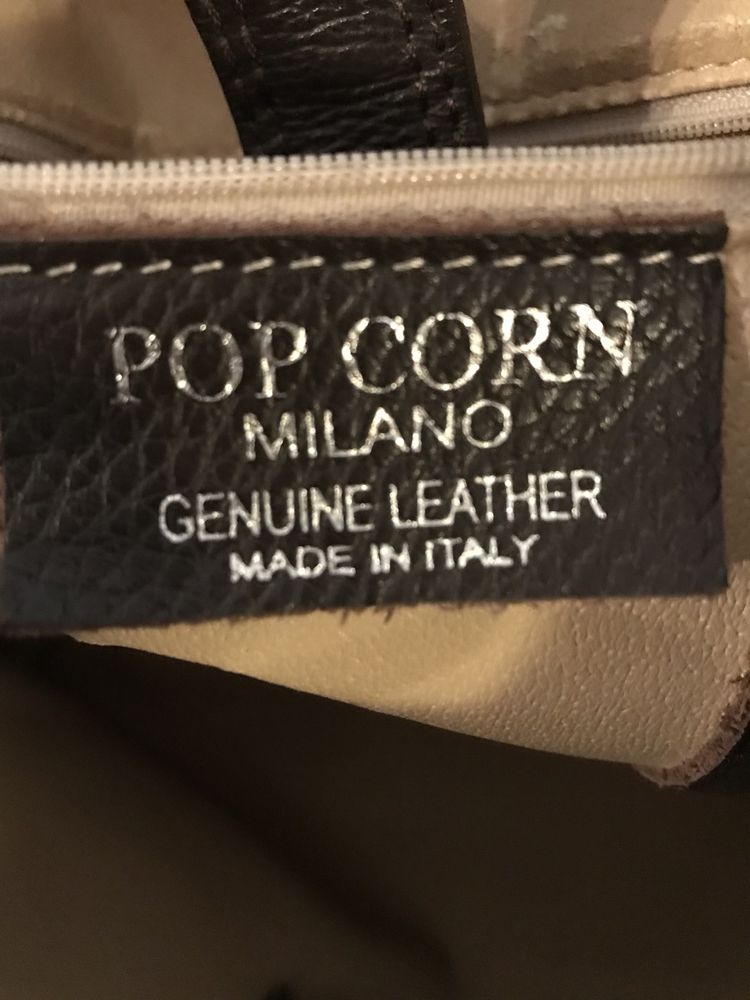 POP CORN
MILANO
GENUINE LEATHER
MADE IN ITALY